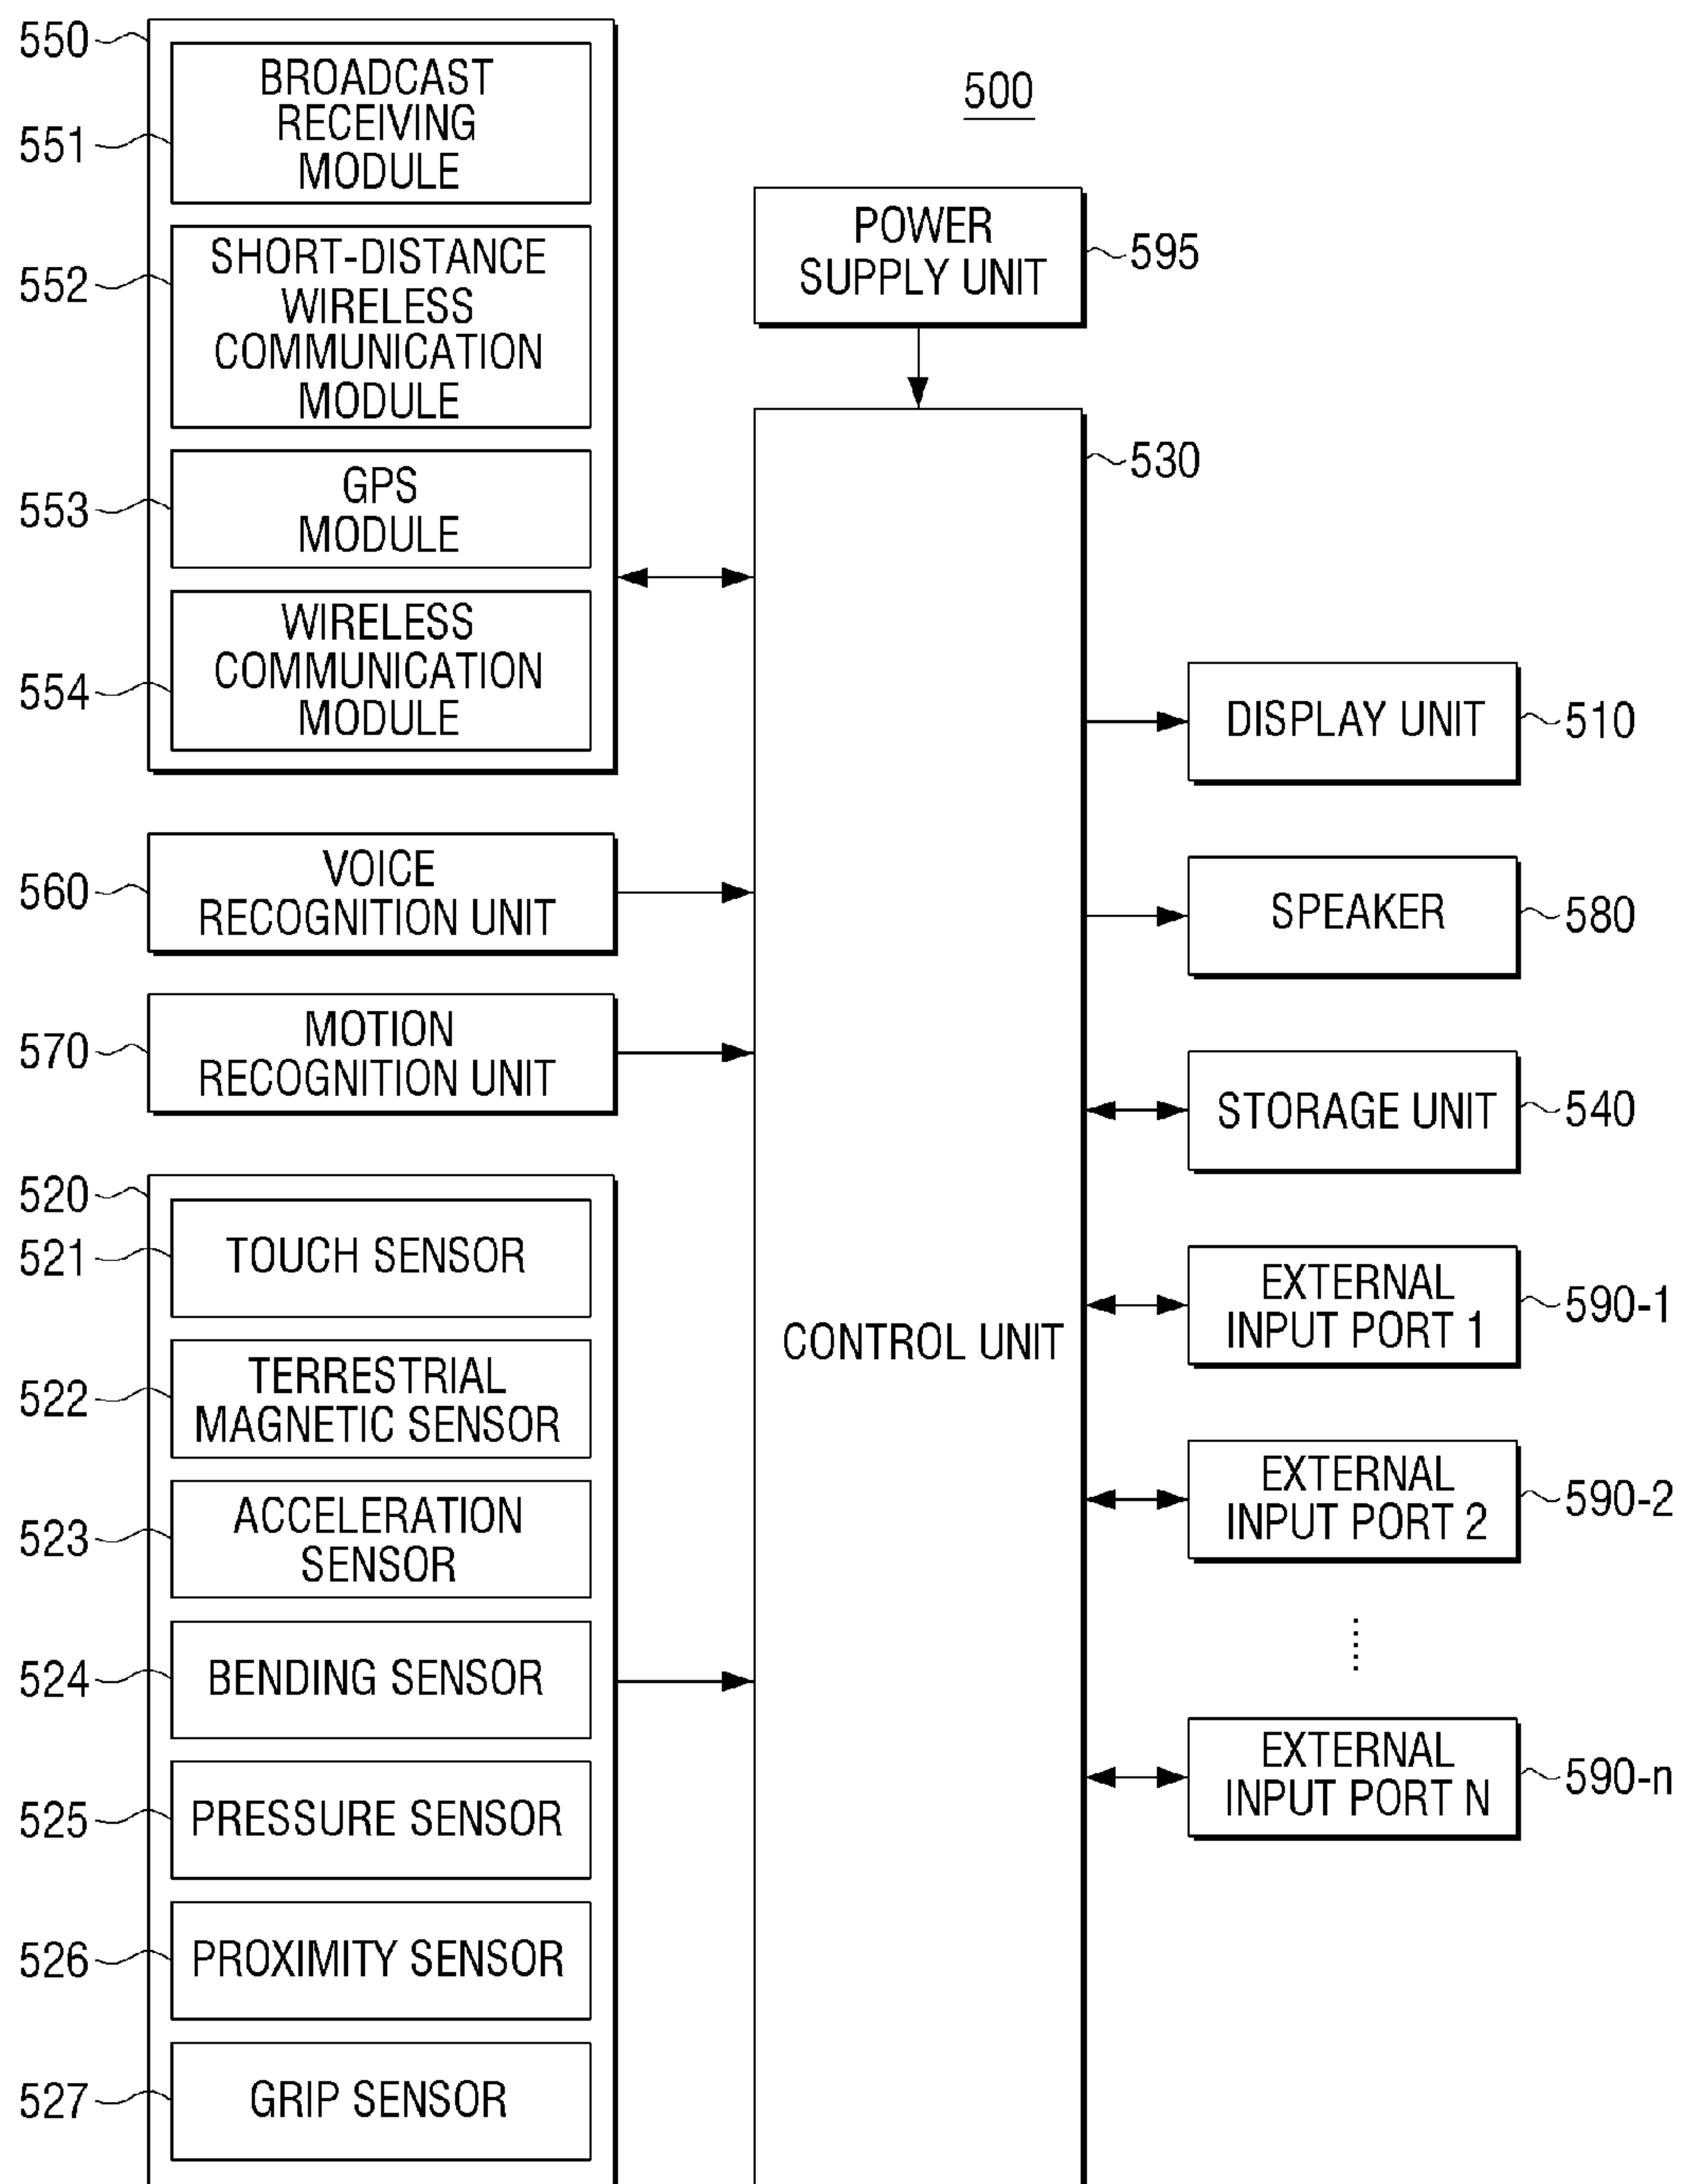 550
BROADCAST
RECEIVING
MODULE
551
SHORT-DISTANCE
WIRELESS
COMMUNICATION
MODULE
552
GPS
MODULE
553
WIRELESS
COMMUNICATION
MODULE
554
VOICE
RECOGNITION UNIT
560
MOTION
RECOGNITION UNIT
570
520
TOUCH SENSOR
521
TERRESTRIAL
MAGNETIC SENSOR
522
ACCELERATION
SENSOR
523
BENDING SENSOR
524
PRESSURE SENSOR
525
PROXIMITY SENSOR
526
GRIP SENSOR
527
500
POWER
SUPPLY UNIT
595
530
CONTROL UNIT
DISPLAY UNIT
510
SPEAKER
580
STORAGE UNIT
540
EXTERNAL
INPUT PORT 1
590-1
EXTERNAL
INPUT PORT 2
590-2
EXTERNAL
INPUT PORT N
590-n